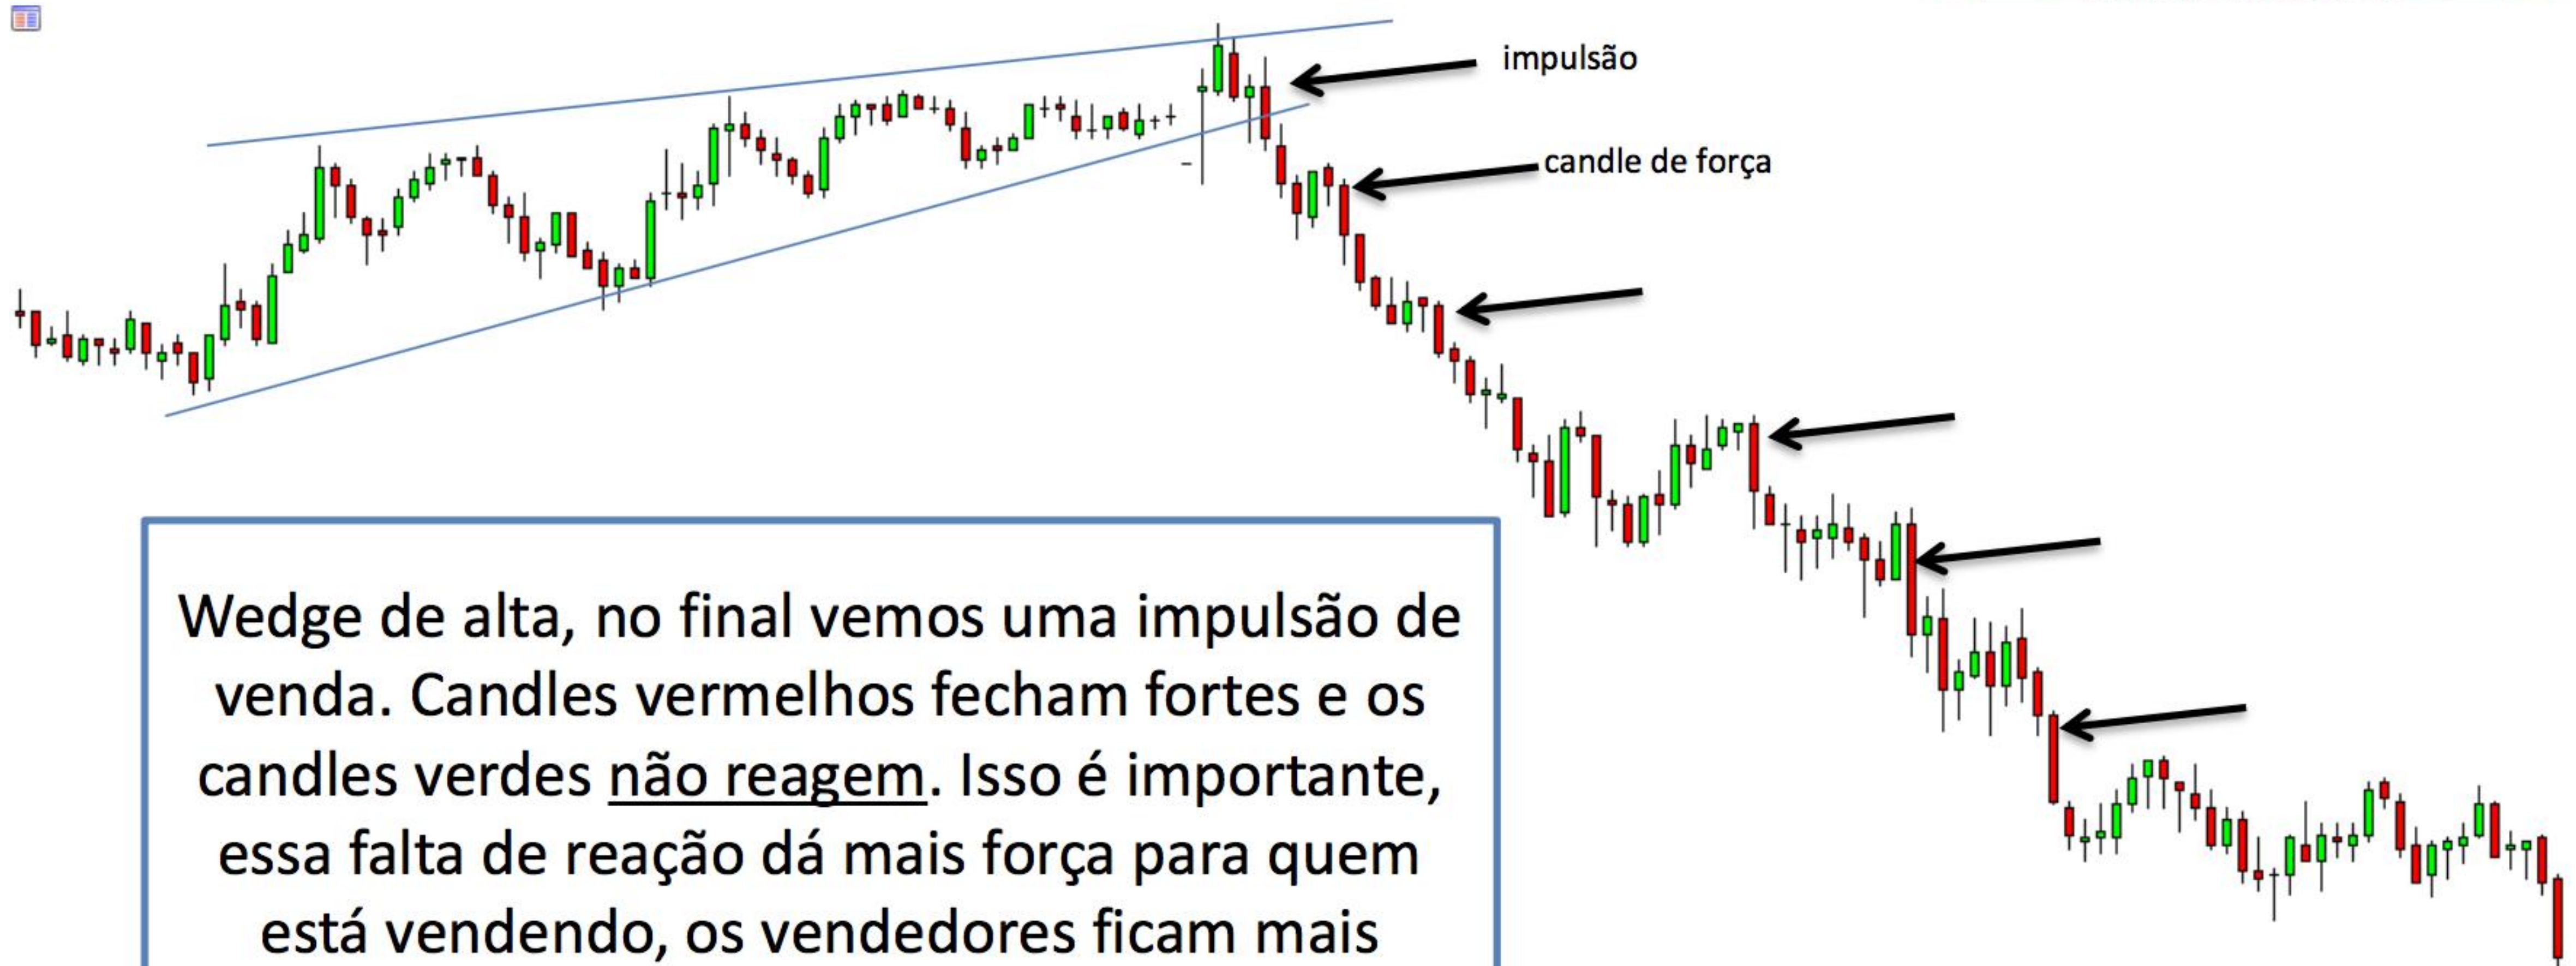 impulsão
candle de força
Wedge de alta, no final vemos uma impulsão de
venda. Candles vermelhos fecham fortes e os
candles verdes não reagem. Isso é importante,
essa falta de reação dá mais força para quem
está vendendo, os vendedores ficam mais